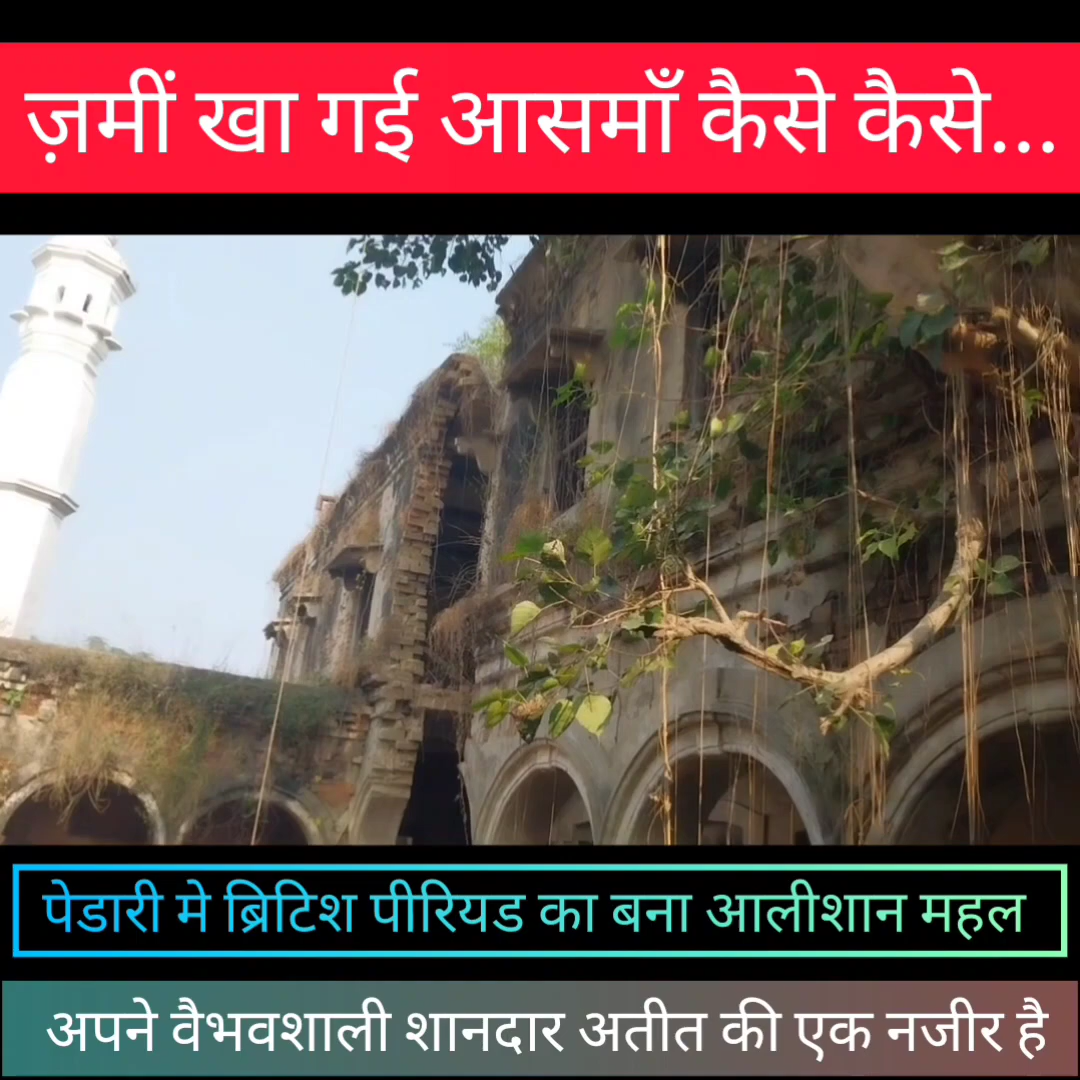 ज़मीं खा गई आसमाँ कैसे कैसे...
पेडारी मे ब्रिटिश पीरियड का बना आलीशान महल
अपने वैभवशाली शानदार अतीत की एक नजीर है